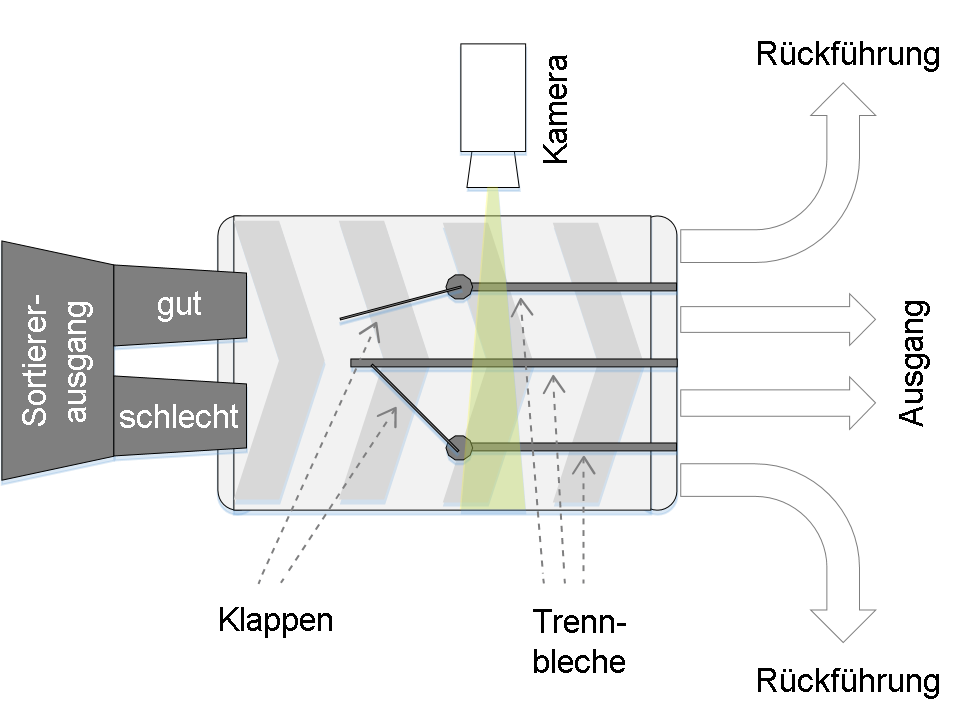 Rückführung
Kamera
Sortierer-
ausgang
gut
schlecht
Ausgang
Klappen
Trenn-
bleche
Rückführung